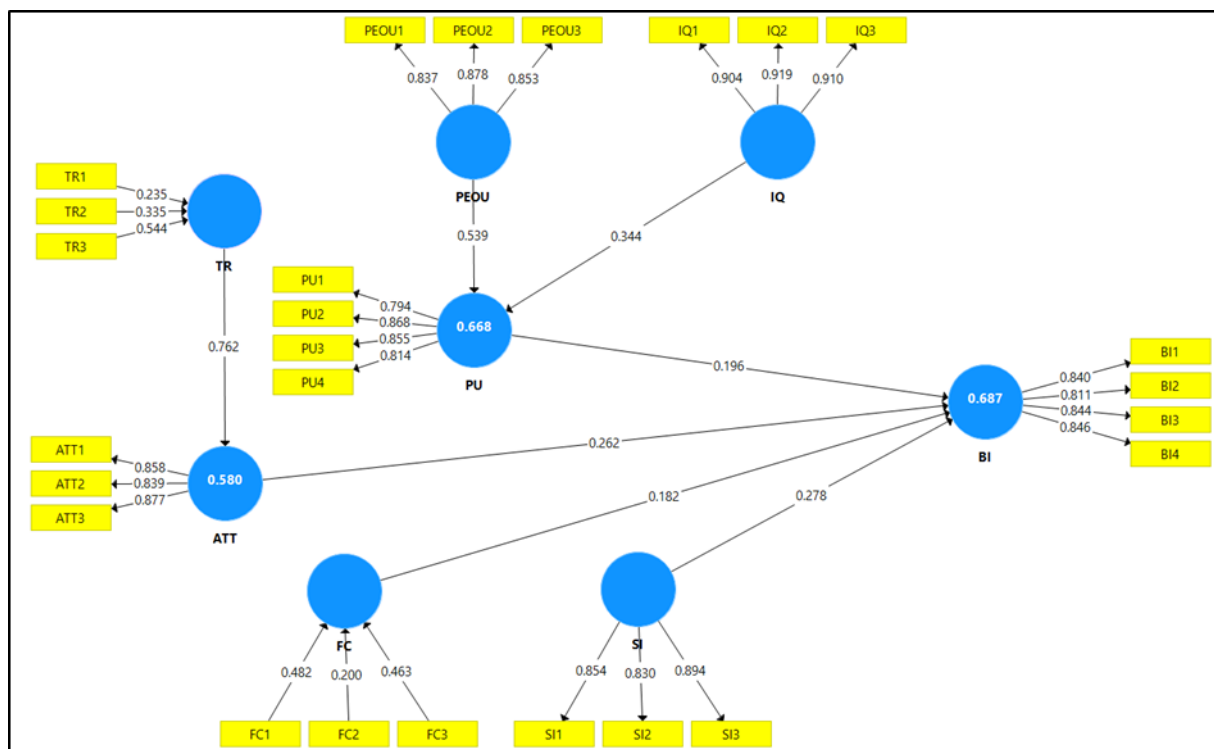 PEOU1 PEOU2 PEOU3 IQ1 IQ2 IQ3
0.837 0.878 0.853 0.904 0.919 0.910
PEOU IQ
TR1
TR2
TR3
0.235
0.335
0.544
TR
0.539 0.344
PU1
PU2
PU3
PU4
0.794
0.868
0.855
0.814
0.668
PU
0.762
0.196
BI1
BI2
BI3
BI4
0.840
0.811
0.844
0.846
0.687
BI
ATT1
ATT2
ATT3
0.858
0.839
0.877
0.580
ATT
0.262
0.182 0.278
FC SI
0.482 0.200 0.463 0.854 0.830 0.894
FC1 FC2 FC3 SI1 SI2 SI3